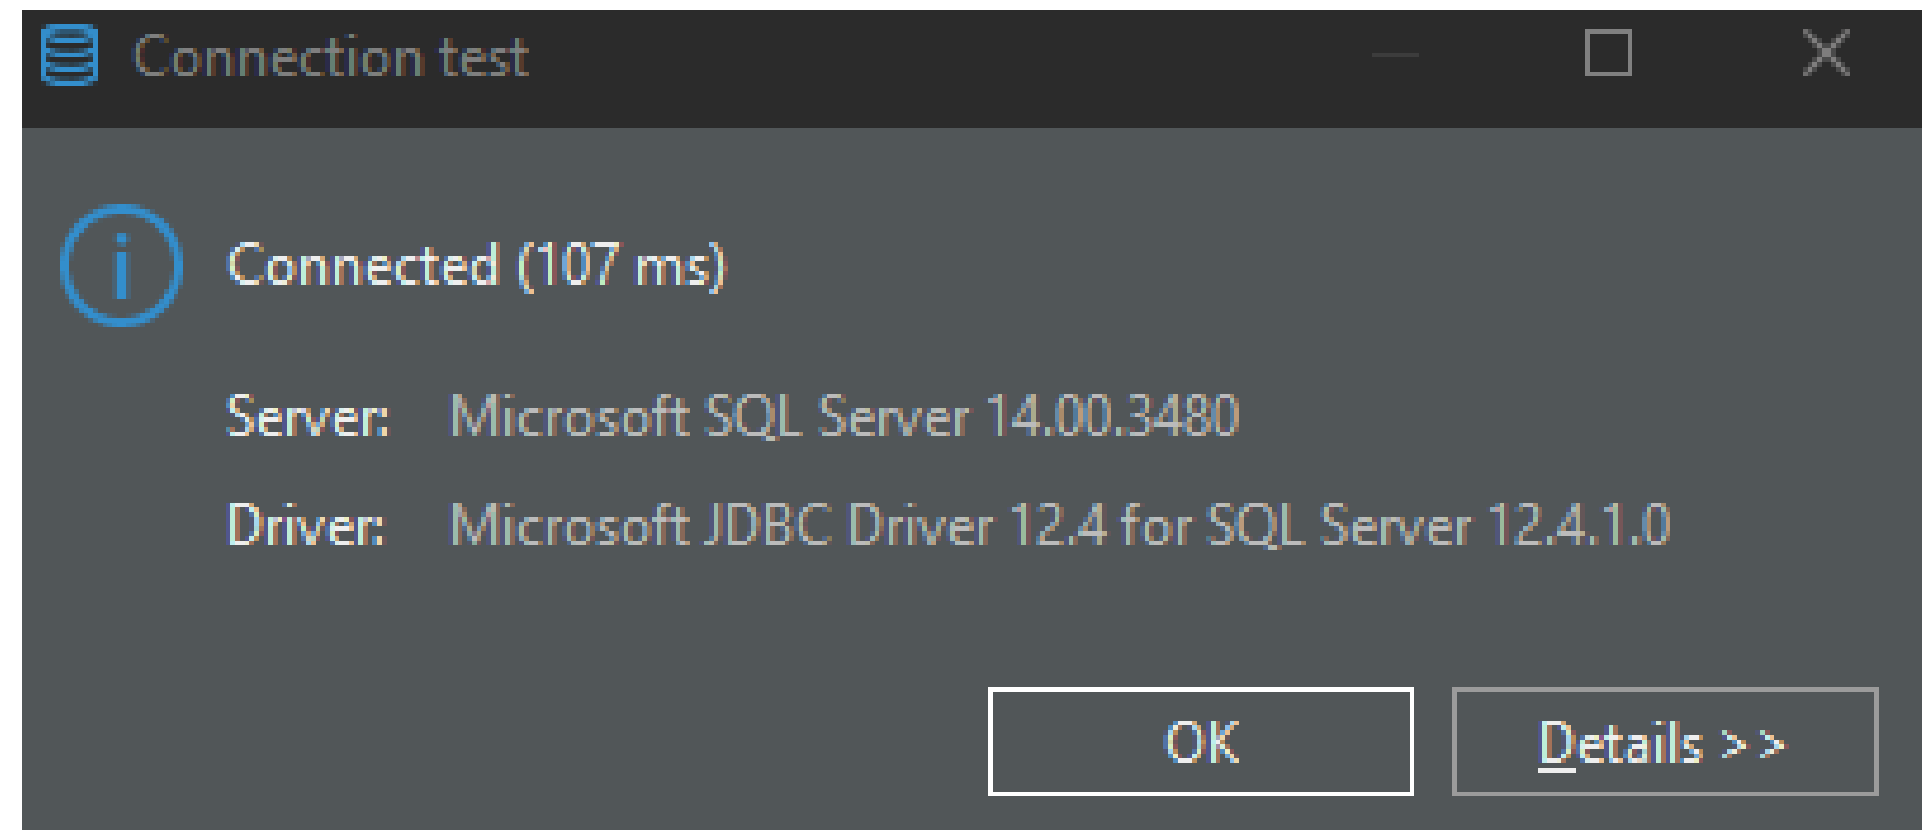 Connection test
Connected (107 ms)
Server: Microsoft SQL Server 14.00.3480
Driver: Microsoft JDBC Driver 12.4 for SQL Server 12.4.1.0
OK Details >>